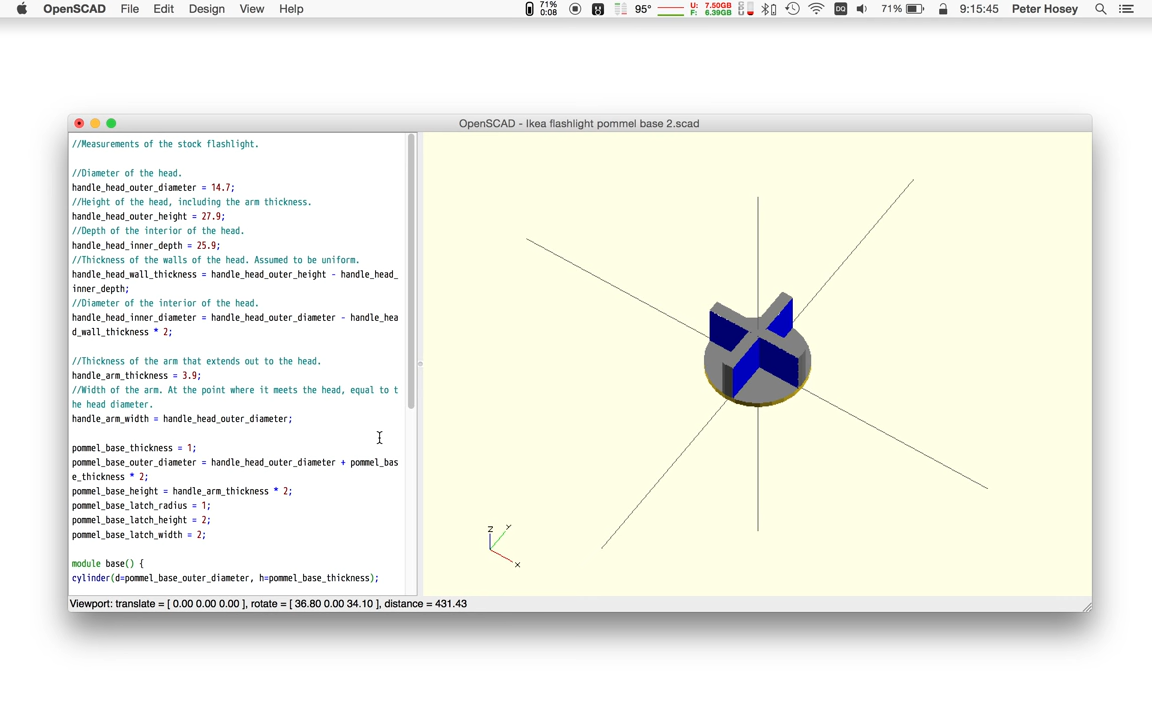 OpenSCAD File Edit Design View Help 71% 0:08 95° U: 7.50GB F: 6.39GB DQ 71% 9:15:45 Peter Hosey
OpenSCAD - Ikea flashlight pommel base 2.scad
//Measurements of the stock flashlight.
//Diameter of the head.
handle_head_outer_diameter = 14.7;
//Height of the head, including the arm thickness.
handle_head_outer_height = 27.9;
//Depth of the interior of the head.
handle_head_inner_depth = 25.9;
//Thickness of the walls of the head. Assumed to be uniform.
handle_head_wall_thickness = handle_head_outer_height - handle_head_
inner_depth;
//Diameter of the interior of the head.
handle_head_inner_diameter = handle_head_outer_diameter - handle_hea
d_wall_thickness * 2;
//Thickness of the arm that extends out to the head.
handle_arm_thickness = 3.9;
//Width of the arm. At the point where it meets the head, equal to t
he head diameter.
handle_arm_width = handle_head_outer_diameter;
pommel_base_thickness = 1;
pommel_base_outer_diameter = handle_head_outer_diameter + pommel_bas
e_thickness * 2;
pommel_base_height = handle_arm_thickness * 2;
pommel_base_latch_radius = 1;
pommel_base_latch_height = 2;
pommel_base_latch_width = 2;
module base() {
cylinder(d=pommel_base_outer_diameter, h=pommel_base_thickness);
Z Y
X
Viewport: translate = [ 0.00 0.00 0.00 ], rotate = [ 36.80 0.00 34.10 ], distance = 431.43